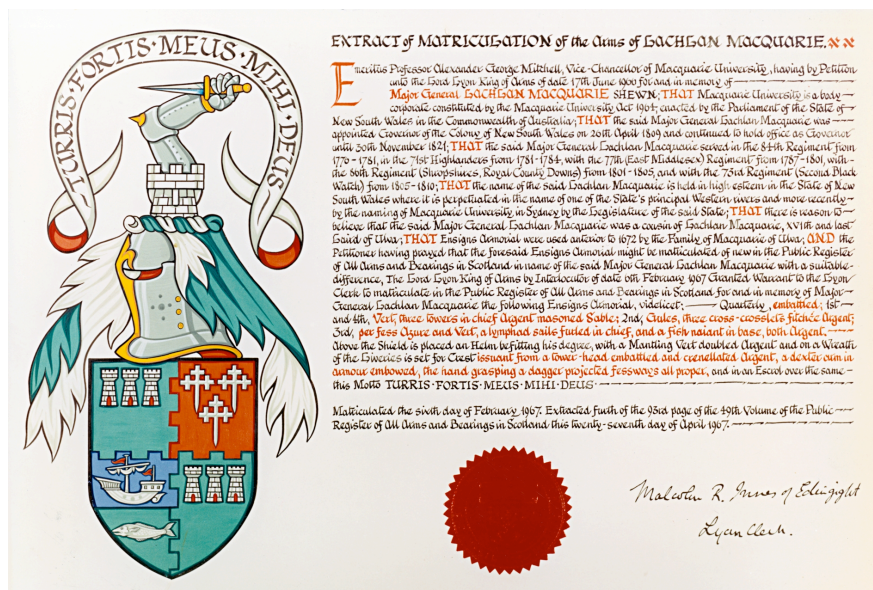 TURRIS·FORTIS·MEUS·MIHI·DEUS
EXTRACT of MATRICULATION of the Arms of LACHLAN MACQUARIE.
Emeritus Professor Alexander George Mitchell, Vice-Chancellor of Macquarie University, having by Petition
unto the Lord Lyon King of Arms of date 17th June 1966 for and in memory of
Major General LACHLAN MACQUARIE SHEWN; THAT Macquarie University is a body
corporate constituted by the Macquarie University Act 1964; enacted by the Parliament of the State of
New South Wales in the Commonwealth of Australia; THAT the said Major General Lachlan Macquarie was
appointed Governor of the Colony of New South Wales on 26th April 1809 and continued to hold office as Governor
until 30th November 1821; THAT the said Major General Lachlan Macquarie served in the 84th Regiment from
1776-1781, in the 71st Highlanders from 1781-1784, with the 77th (East Middlesex) Regiment from 1787-1801, with
the 86th Regiment (Shropshires, Royal County Downs) from 1801-1805, and with the 73rd Regiment (Second Black
Watch) from 1805-1810; THAT the name of the said Lachlan Macquarie is held in high esteem in the State of New
South Wales where it is perpetuated in the name of one of the State's principal Western rivers and more recently
by the naming of Macquarie University in Sydney by the Legislature of the said State; THAT there is reason to
believe that the said Major General Lachlan Macquarie was a cousin of Lachlan Macquarie, XVIth and last
Laird of Ulva; THAT Ensigns Armorial were used anterior to 1672 by the Family of Macquarie of Ulva; AND the
Petitioner having prayed that the foresaid Ensigns Armorial might be matriculated of new in the Public Register
of All Arms and Bearings in Scotland in name of the said Major General Lachlan Macquarie with a suitable
difference, The Lord Lyon King of Arms by Interlocutor of date 6th February 1967 Granted Warrant to the Lyon
Clerk to matriculate in the Public Register of All Arms and Bearings in Scotland for and in memory of Major
General Lachlan Macquarie the following Ensigns Armorial, videlicet: Quarterly, embattled; 1st
and 4th, Vert, three towers in chief Argent masoned Sable; 2nd, Gules, three cross-crosslets fitchée Argent;
3rd, per fess Azure and Vert, a lymphad sails furled in chief, and a fish naiant in base, both Argent.
Above the Shield is placed an Helm befitting his degree, with a Mantling Vert doubled Argent and on a Wreath
of the Liveries is set for Crest issuant from a tower-head embattled and crenellated Argent, a dexter arm in
armour embowed, the hand grasping a dagger projected fessways all proper, and in an Escrol over the same
this Motto TURRIS·FORTIS·MEUS·MIHI·DEUS·
Matriculated the sixth day of February 1967. Extracted furth of the 93rd page of the 49th Volume of the Public
Register of All Arms and Bearings in Scotland this twenty-seventh day of April 1967.
Malcolm R. Innes of Edingight
Lyon Clerk.